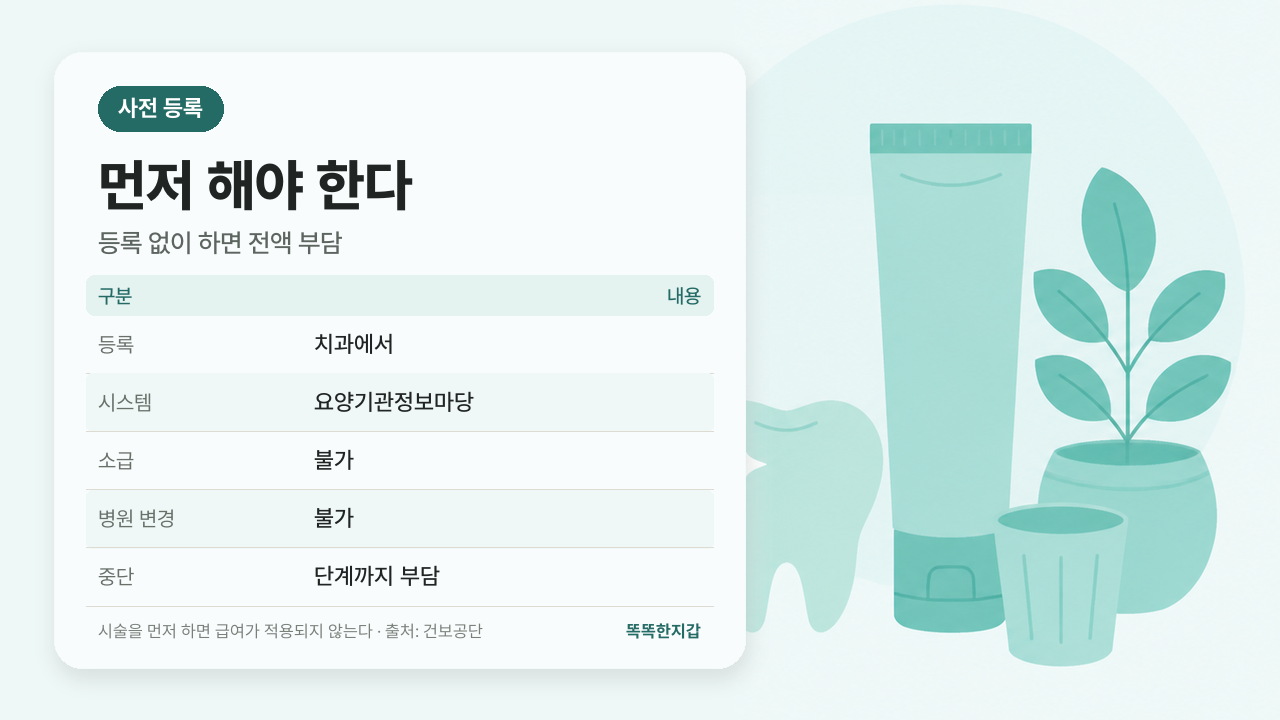 사전 등록
먼저 해야 한다
등록 없이 하면 전액 부담
구분 내용
등록 치과에서
시스템 요양기관정보마당
소급 불가
병원 변경 불가
중단 단계까지 부담
시술을 먼저 하면 급여가 적용되지 않는다 · 출처: 건보공단 똑똑한지갑